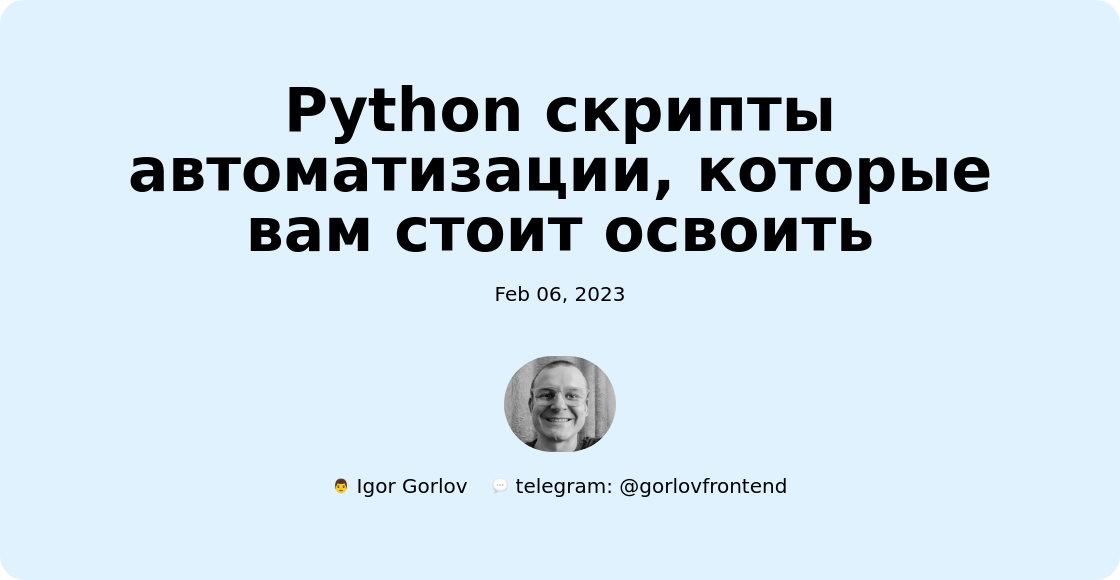 Python скрипты
автоматизации, которые
вам стоит освоить
Feb 06, 2023
Igor Gorlov telegram: @gorlovfrontend